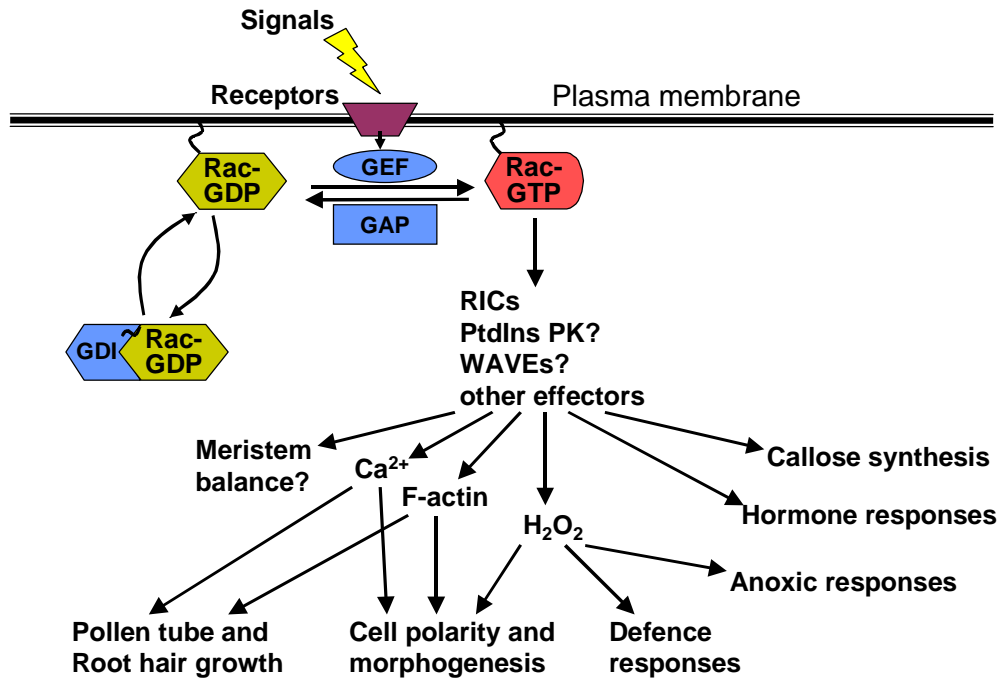 Signals
Receptors
Plasma membrane
Rac-
GDP
GEF
GAP
Rac-
GTP
GDI
Rac-
GDP
RICs
PtdIns PK?
WAVEs?
other effectors
Meristem
balance?
Ca²⁺
F-actin
H₂O₂
Callose synthesis
Hormone responses
Anoxic responses
Pollen tube and
Root hair growth
Cell polarity and
morphogenesis
Defence
responses